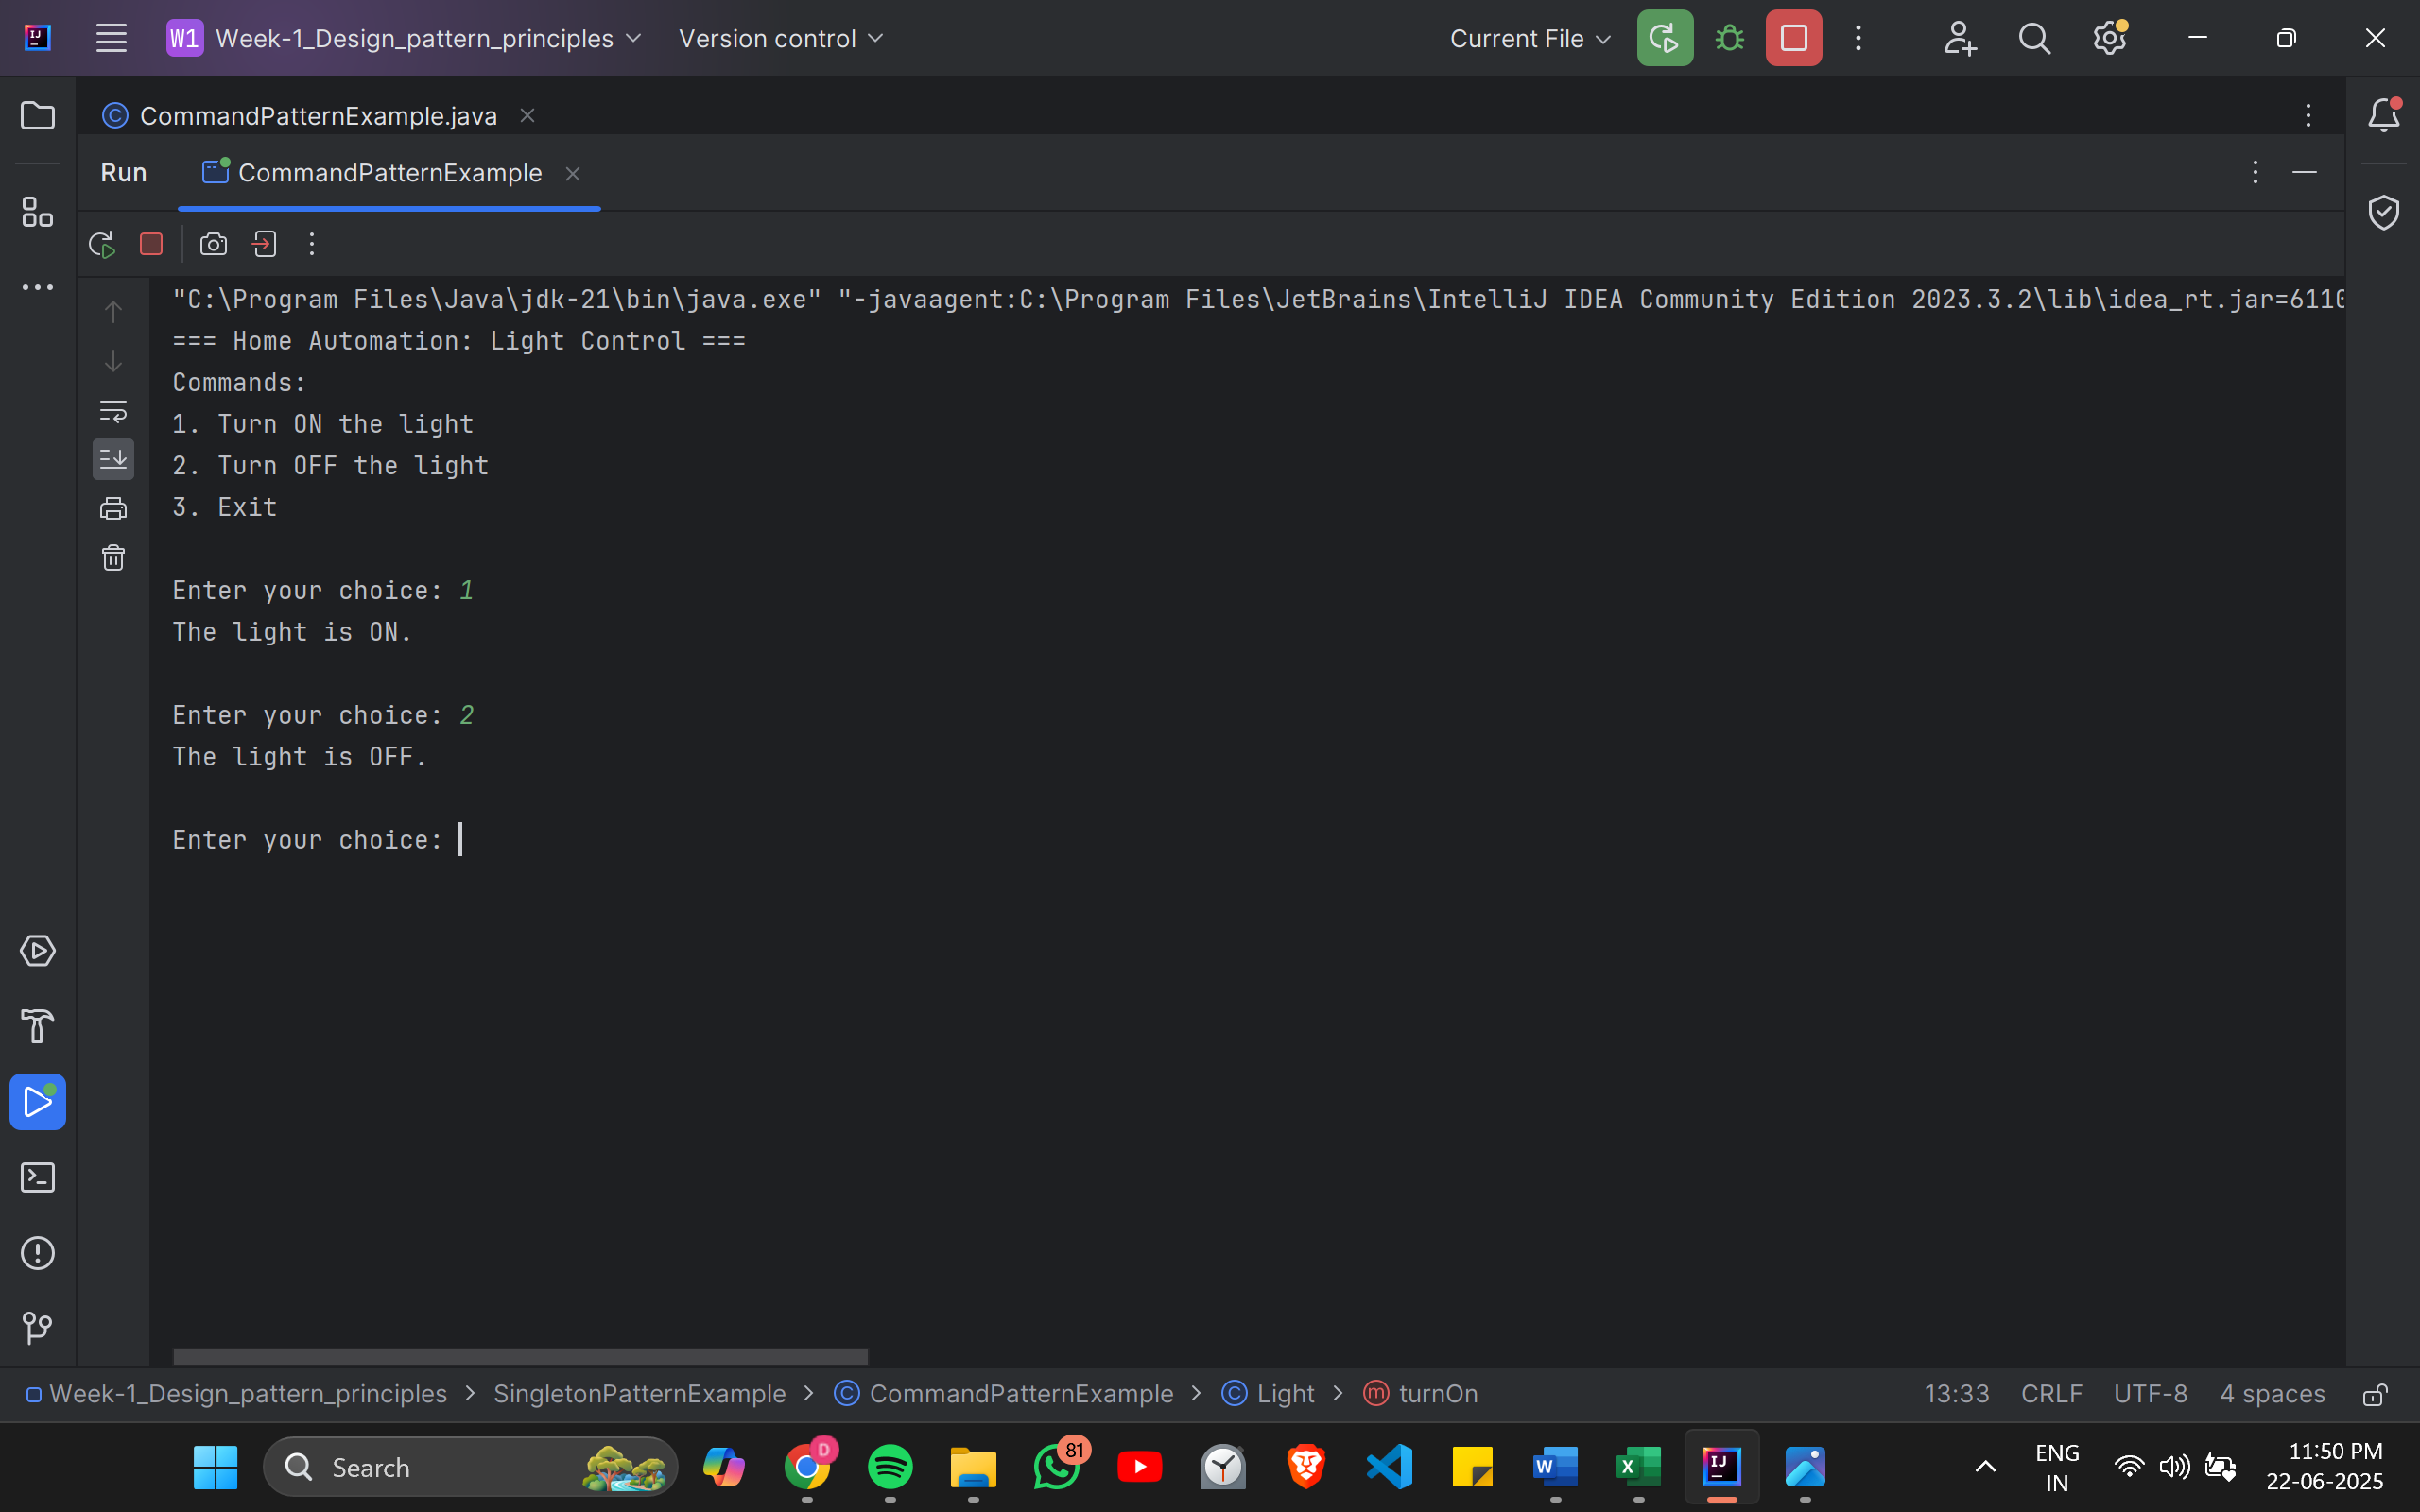 W1 Week-1_Design_pattern_principles Version control Current File
CommandPatternExample.java
Run CommandPatternExample
"C:\Program Files\Java\jdk-21\bin\java.exe" "-javaagent:C:\Program Files\JetBrains\IntelliJ IDEA Community Edition 2023.3.2\lib\idea_rt.jar=6110
=== Home Automation: Light Control ===
Commands:
1. Turn ON the light
2. Turn OFF the light
3. Exit
Enter your choice: 1
The light is ON.
Enter your choice: 2
The light is OFF.
Enter your choice:
Week-1_Design_pattern_principles > SingletonPatternExample > CommandPatternExample > Light > turnOn 13:33 CRLF UTF-8 4 spaces
Search D 81 ENG 11:50 PM
IN 22-06-2025